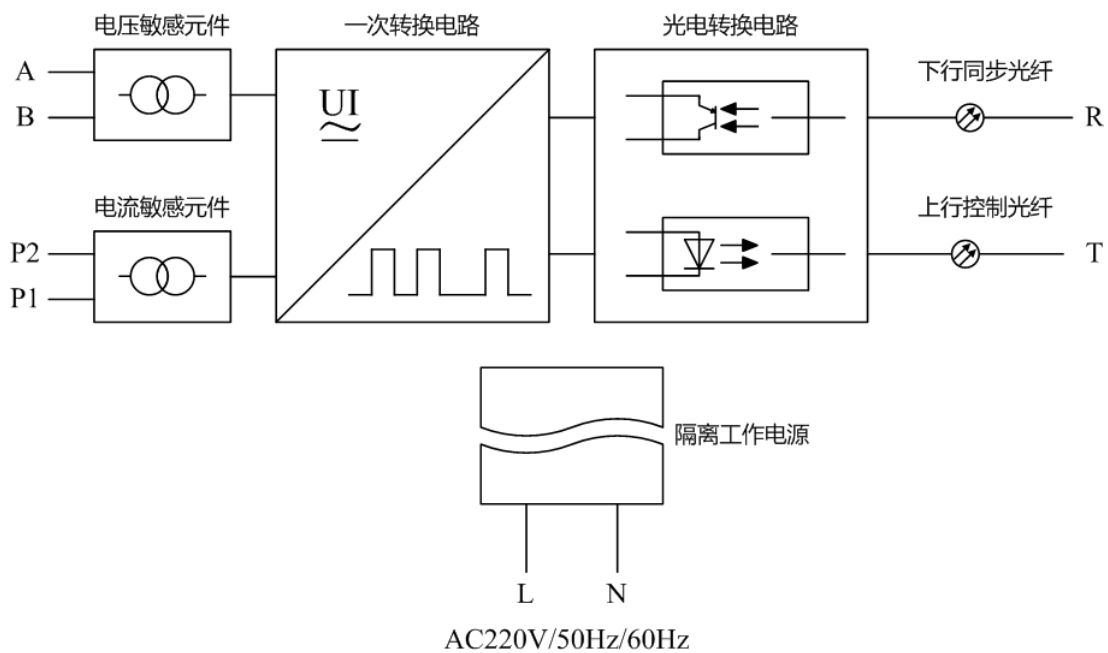 电压敏感元件
一次转换电路
光电转换电路
A
B
UI
下行同步光纤
R
电流敏感元件
P2
P1
上行控制光纤
T
隔离工作电源
L
N
AC220V/50Hz/60Hz